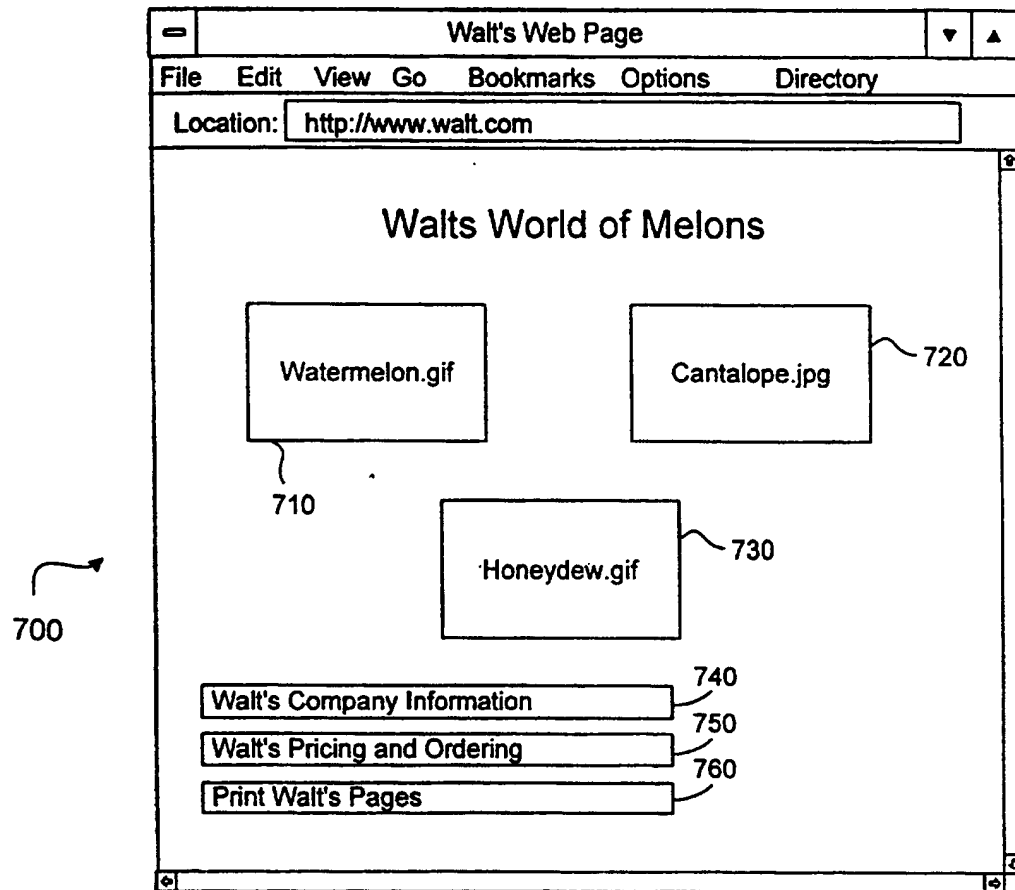 Walt's Web Page
File Edit View Go Bookmarks Options Directory
Location: http://www.walt.com
Walts World of Melons
Watermelon.gif
Cantalope.jpg
720
710
Honeydew.gif
730
700
Walt's Company Information
740
Walt's Pricing and Ordering
750
Print Walt's Pages
760